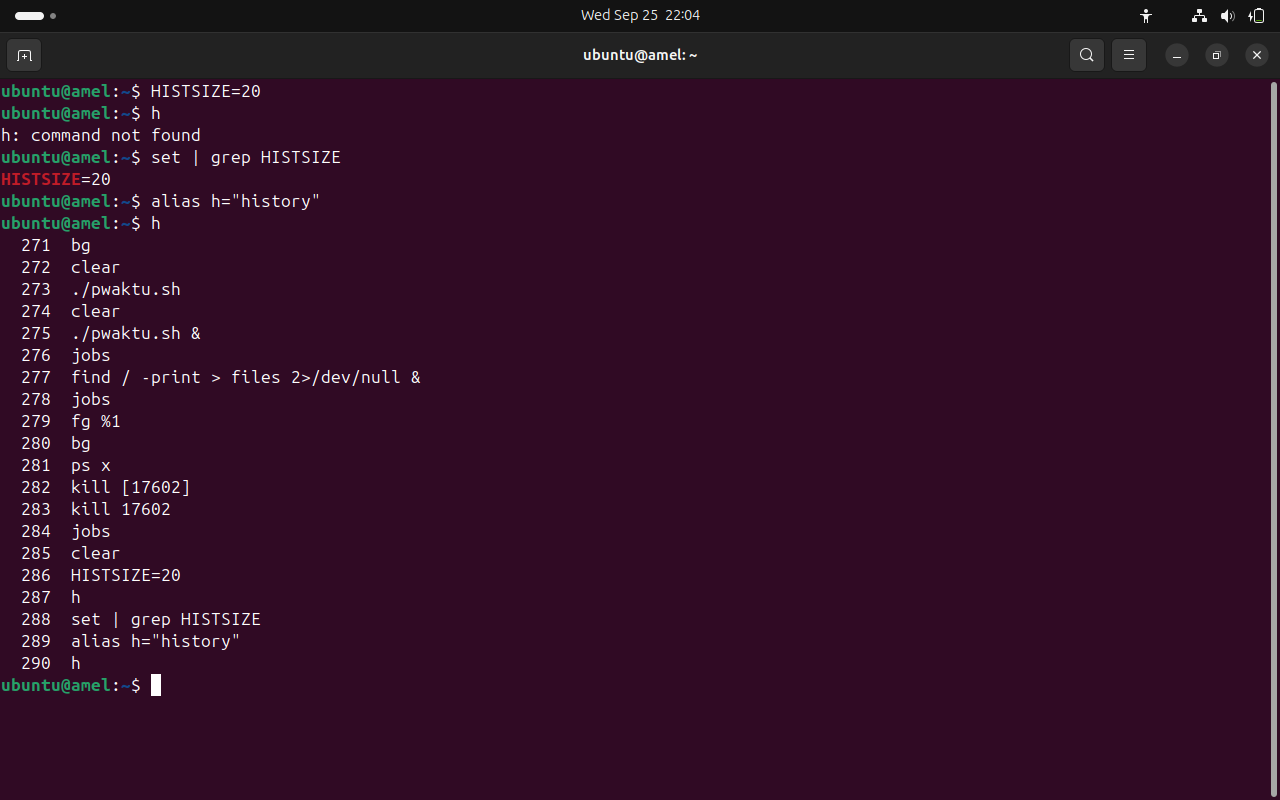 Wed Sep 25 22:04
ubuntu@amel: ~
ubuntu@amel:~$ HISTSIZE=20
ubuntu@amel:~$ h
h: command not found
ubuntu@amel:~$ set | grep HISTSIZE
HISTSIZE=20
ubuntu@amel:~$ alias h="history"
ubuntu@amel:~$ h
  271  bg
  272  clear
  273  ./pwaktu.sh
  274  clear
  275  ./pwaktu.sh &
  276  jobs
  277  find / -print > files 2>/dev/null &
  278  jobs
  279  fg %1
  280  bg
  281  ps x
  282  kill [17602]
  283  kill 17602
  284  jobs
  285  clear
  286  HISTSIZE=20
  287  h
  288  set | grep HISTSIZE
  289  alias h="history"
  290  h
ubuntu@amel:~$